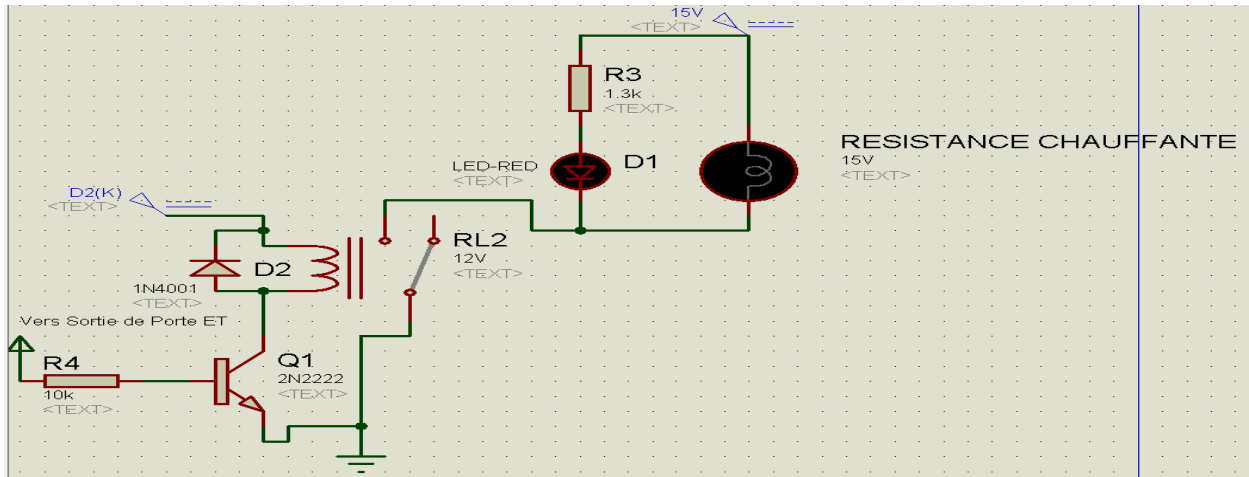 15V
<TEXT>
R3
1.3k
<TEXT>
RESISTANCE CHAUFFANTE
15V
<TEXT>
LED-RED
<TEXT>
D1
D2(K)
<TEXT>
RL2
12V
<TEXT>
D2
1N4001
<TEXT>
Vers Sortie de Porte ET
R4
10k
<TEXT>
Q1
2N2222
<TEXT>